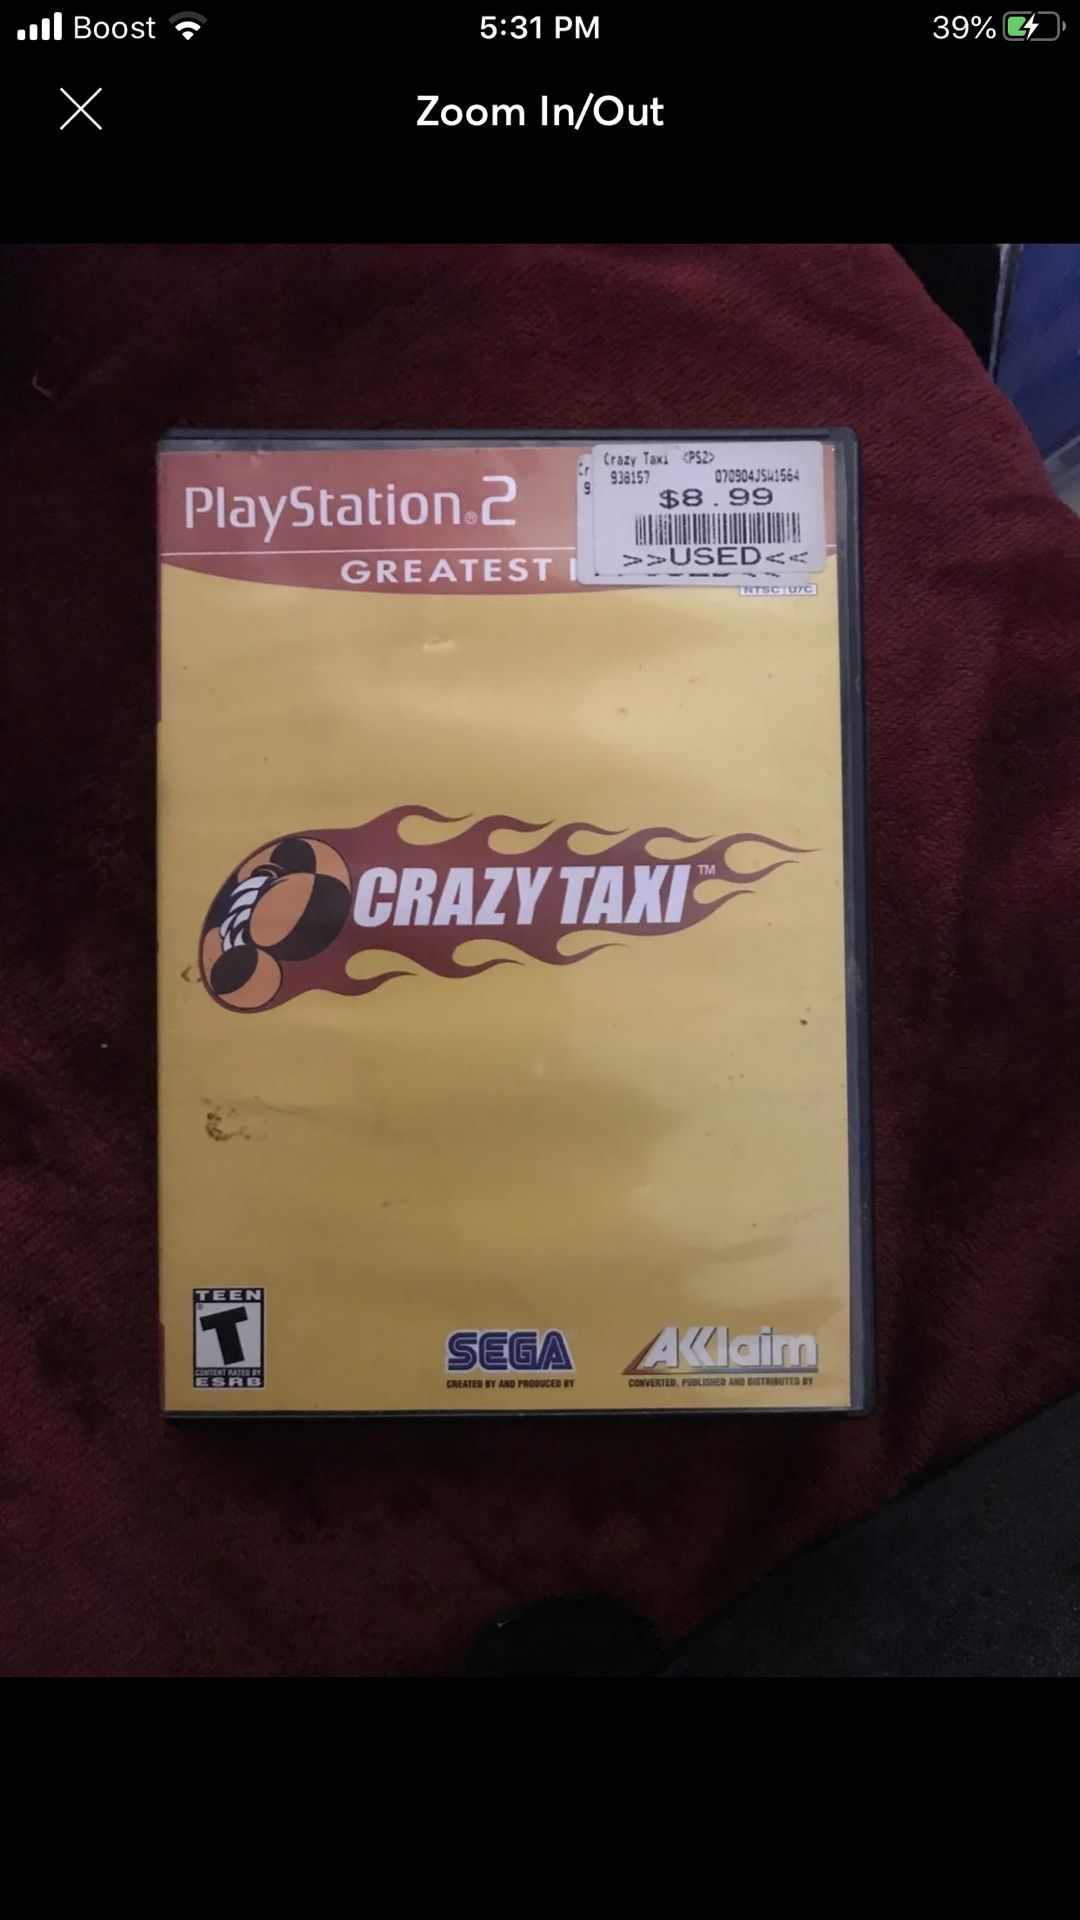 Boost 5:31 PM 39%
Zoom In/Out
Crazy Taxi <PS2>
938157 070904JSW1564
$8.99
>>USED<<
PlayStation®2
GREATEST
NTSC U/C
CRAZY TAXI™
TEEN
T
CONTENT RATED BY
ESRB
SEGA
CREATED BY AND PRODUCED BY
AKlaim
CONVERTED, PUBLISHED AND DISTRIBUTED BY